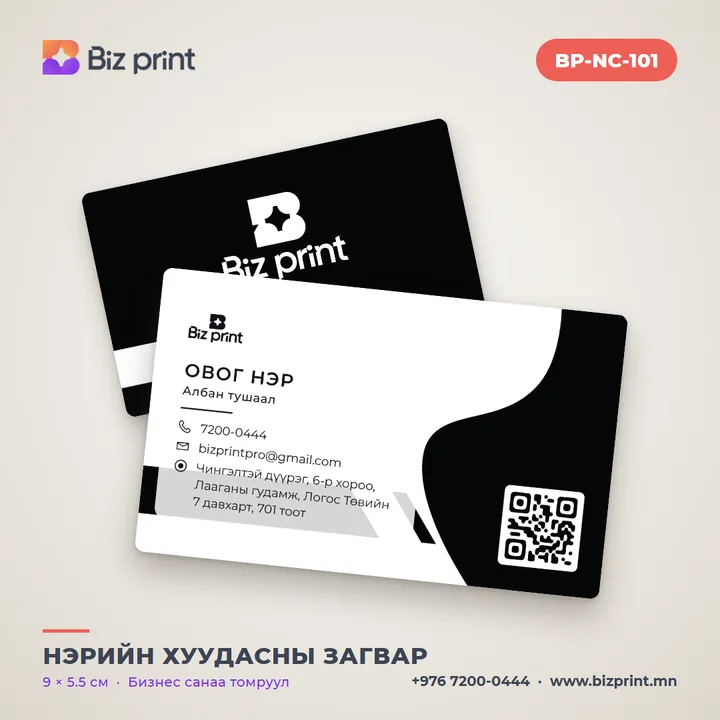 Biz print
BP-NC-101
Biz print
Biz print
ОВОГ НЭР
Албан тушаал
7200-0444
bizprintpro@gmail.com
Чингэлтэй дүүрэг, 6-р хороо,
Лааганы гудамж, Логос Төвийн
7 давхарт, 701 тоот
НЭРИЙН ХУУДАСНЫ ЗАГВАР
9 × 5.5 см · Бизнес санаа томруул
+976 7200-0444 · www.bizprint.mn